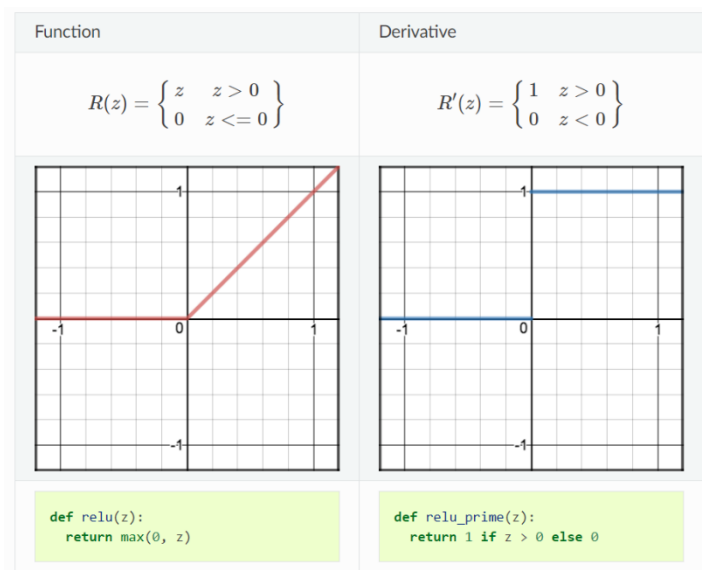 Function
Derivative
R(z) = { z z > 0
0 z <= 0 }
R′(z) = { 1 z > 0
0 z < 0 }
1
-1 0 1
-1
1
-1 0 1
-1
def relu(z):
return max(0, z)
def relu_prime(z):
return 1 if z > 0 else 0